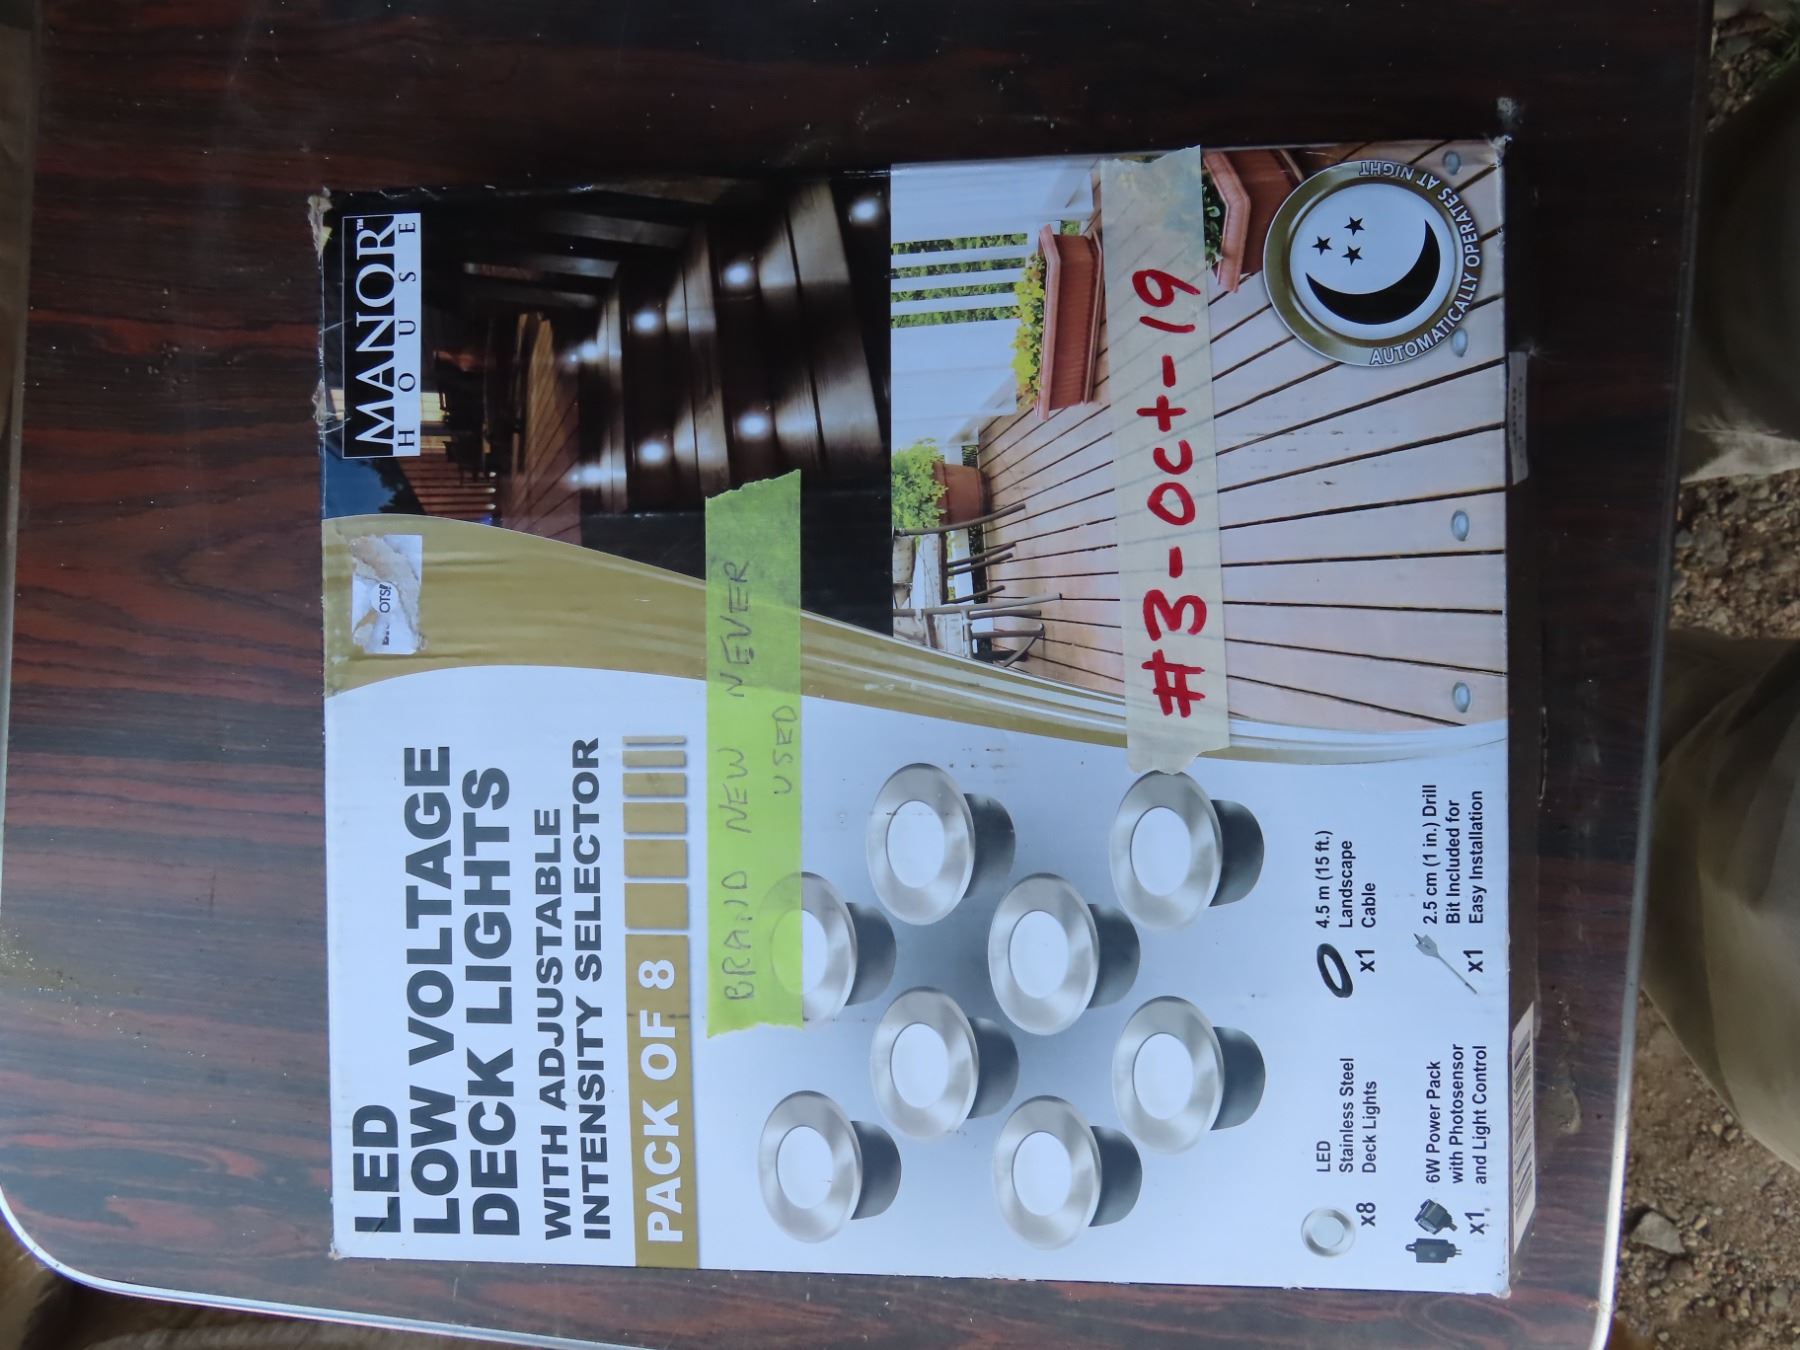 MANOR™
HOUSE
OTS!
LED
LOW VOLTAGE
DECK LIGHTS
WITH ADJUSTABLE
INTENSITY SELECTOR
PACK OF 8
BRAND NEW NEVER
USED
#3-Oct-19
AUTOMATICALLY OPERATES AT NIGHT
x8
LED
Stainless Steel
Deck Lights
x1
4.5 m (15 ft.)
Landscape
Cable
x1
6W Power Pack
with Photosensor
and Light Control
x1
2.5 cm (1 in.) Drill
Bit Included for
Easy Installation